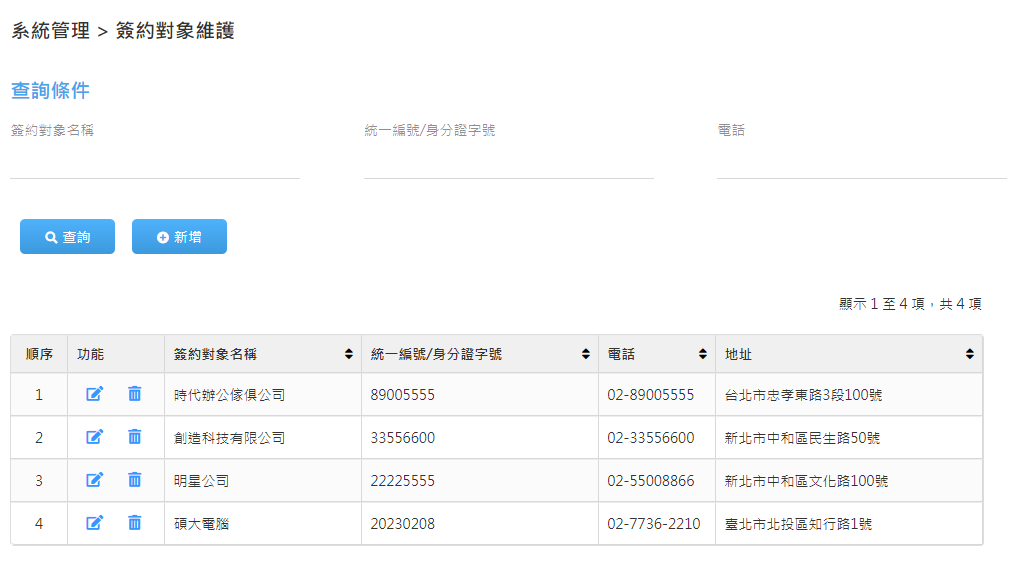 系統管理 > 簽約對象維護
查詢條件
簽約對象名稱 統一編號/身分證字號 電話
查詢 新增
顯示 1 至 4 項，共 4 項
順序 功能 簽約對象名稱 統一編號/身分證字號 電話 地址
1 時代辦公傢俱公司 89005555 02-89005555 台北市忠孝東路3段100號
2 創造科技有限公司 33556600 02-33556600 新北市中和區民生路50號
3 明星公司 22225555 02-55008866 新北市中和區文化路100號
4 碩大電腦 20230208 02-7736-2210 臺北市北投區知行路1號